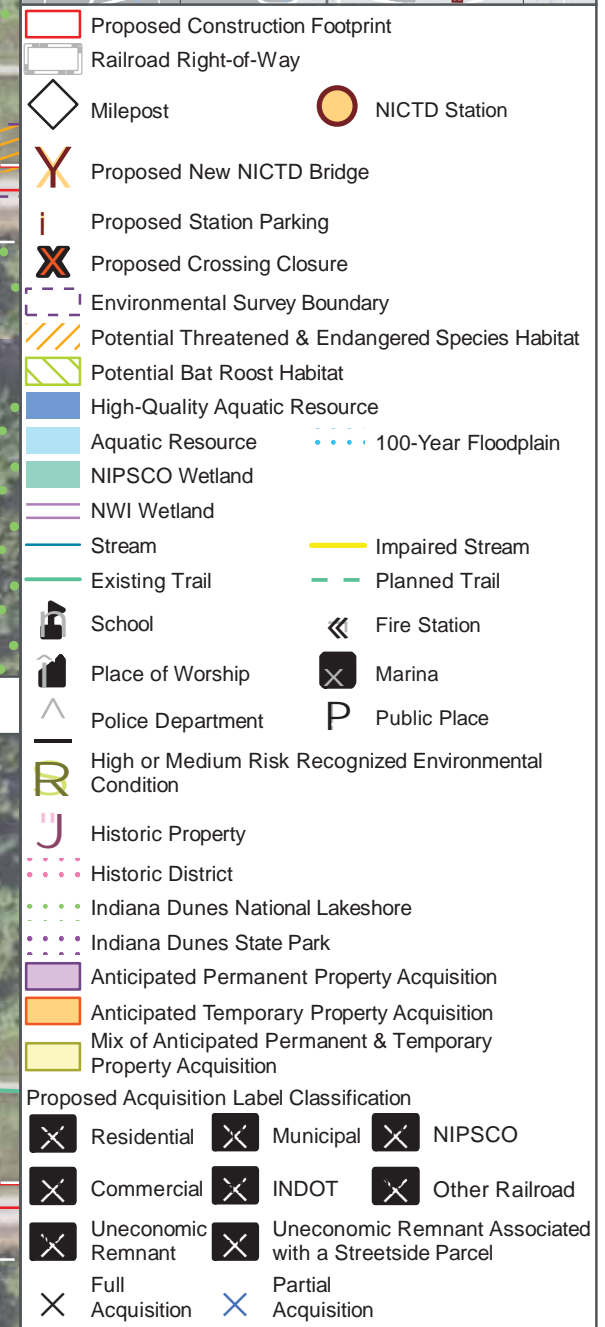 Proposed Construction Footprint
Railroad Right-of-Way
Milepost
NICTD Station
Proposed New NICTD Bridge
Proposed Station Parking
Proposed Crossing Closure
Environmental Survey Boundary
Potential Threatened & Endangered Species Habitat
Potential Bat Roost Habitat
High-Quality Aquatic Resource
Aquatic Resource
100-Year Floodplain
NIPSCO Wetland
NWI Wetland
Stream
Impaired Stream
Existing Trail
Planned Trail
School
Fire Station
Place of Worship
Marina
Police Department
Public Place
High or Medium Risk Recognized Environmental
Condition
Historic Property
Historic District
Indiana Dunes National Lakeshore
Indiana Dunes State Park
Anticipated Permanent Property Acquisition
Anticipated Temporary Property Acquisition
Mix of Anticipated Permanent & Temporary
Property Acquisition
Proposed Acquisition Label Classification
Residential
Municipal
NIPSCO
Commercial
INDOT
Other Railroad
Uneconomic
Remnant
Uneconomic Remnant Associated
with a Streetside Parcel
Full
Acquisition
Partial
Acquisition